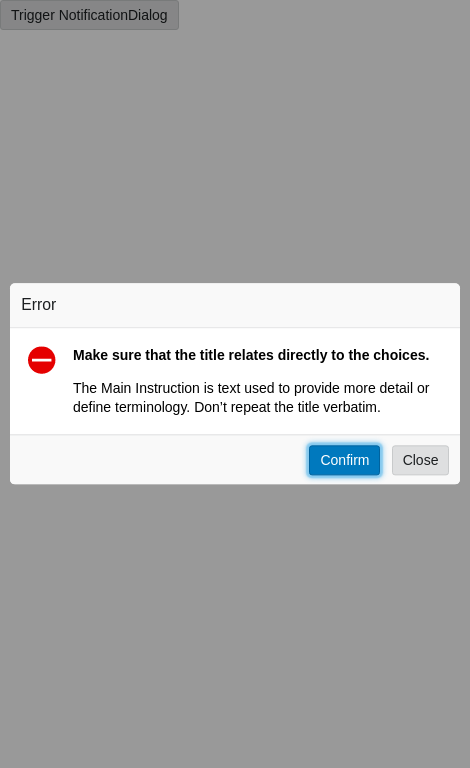 Trigger NotificationDialog
Error
Make sure that the title relates directly to the choices.
The Main Instruction is text used to provide more detail or
define terminology. Don’t repeat the title verbatim.
Confirm Close